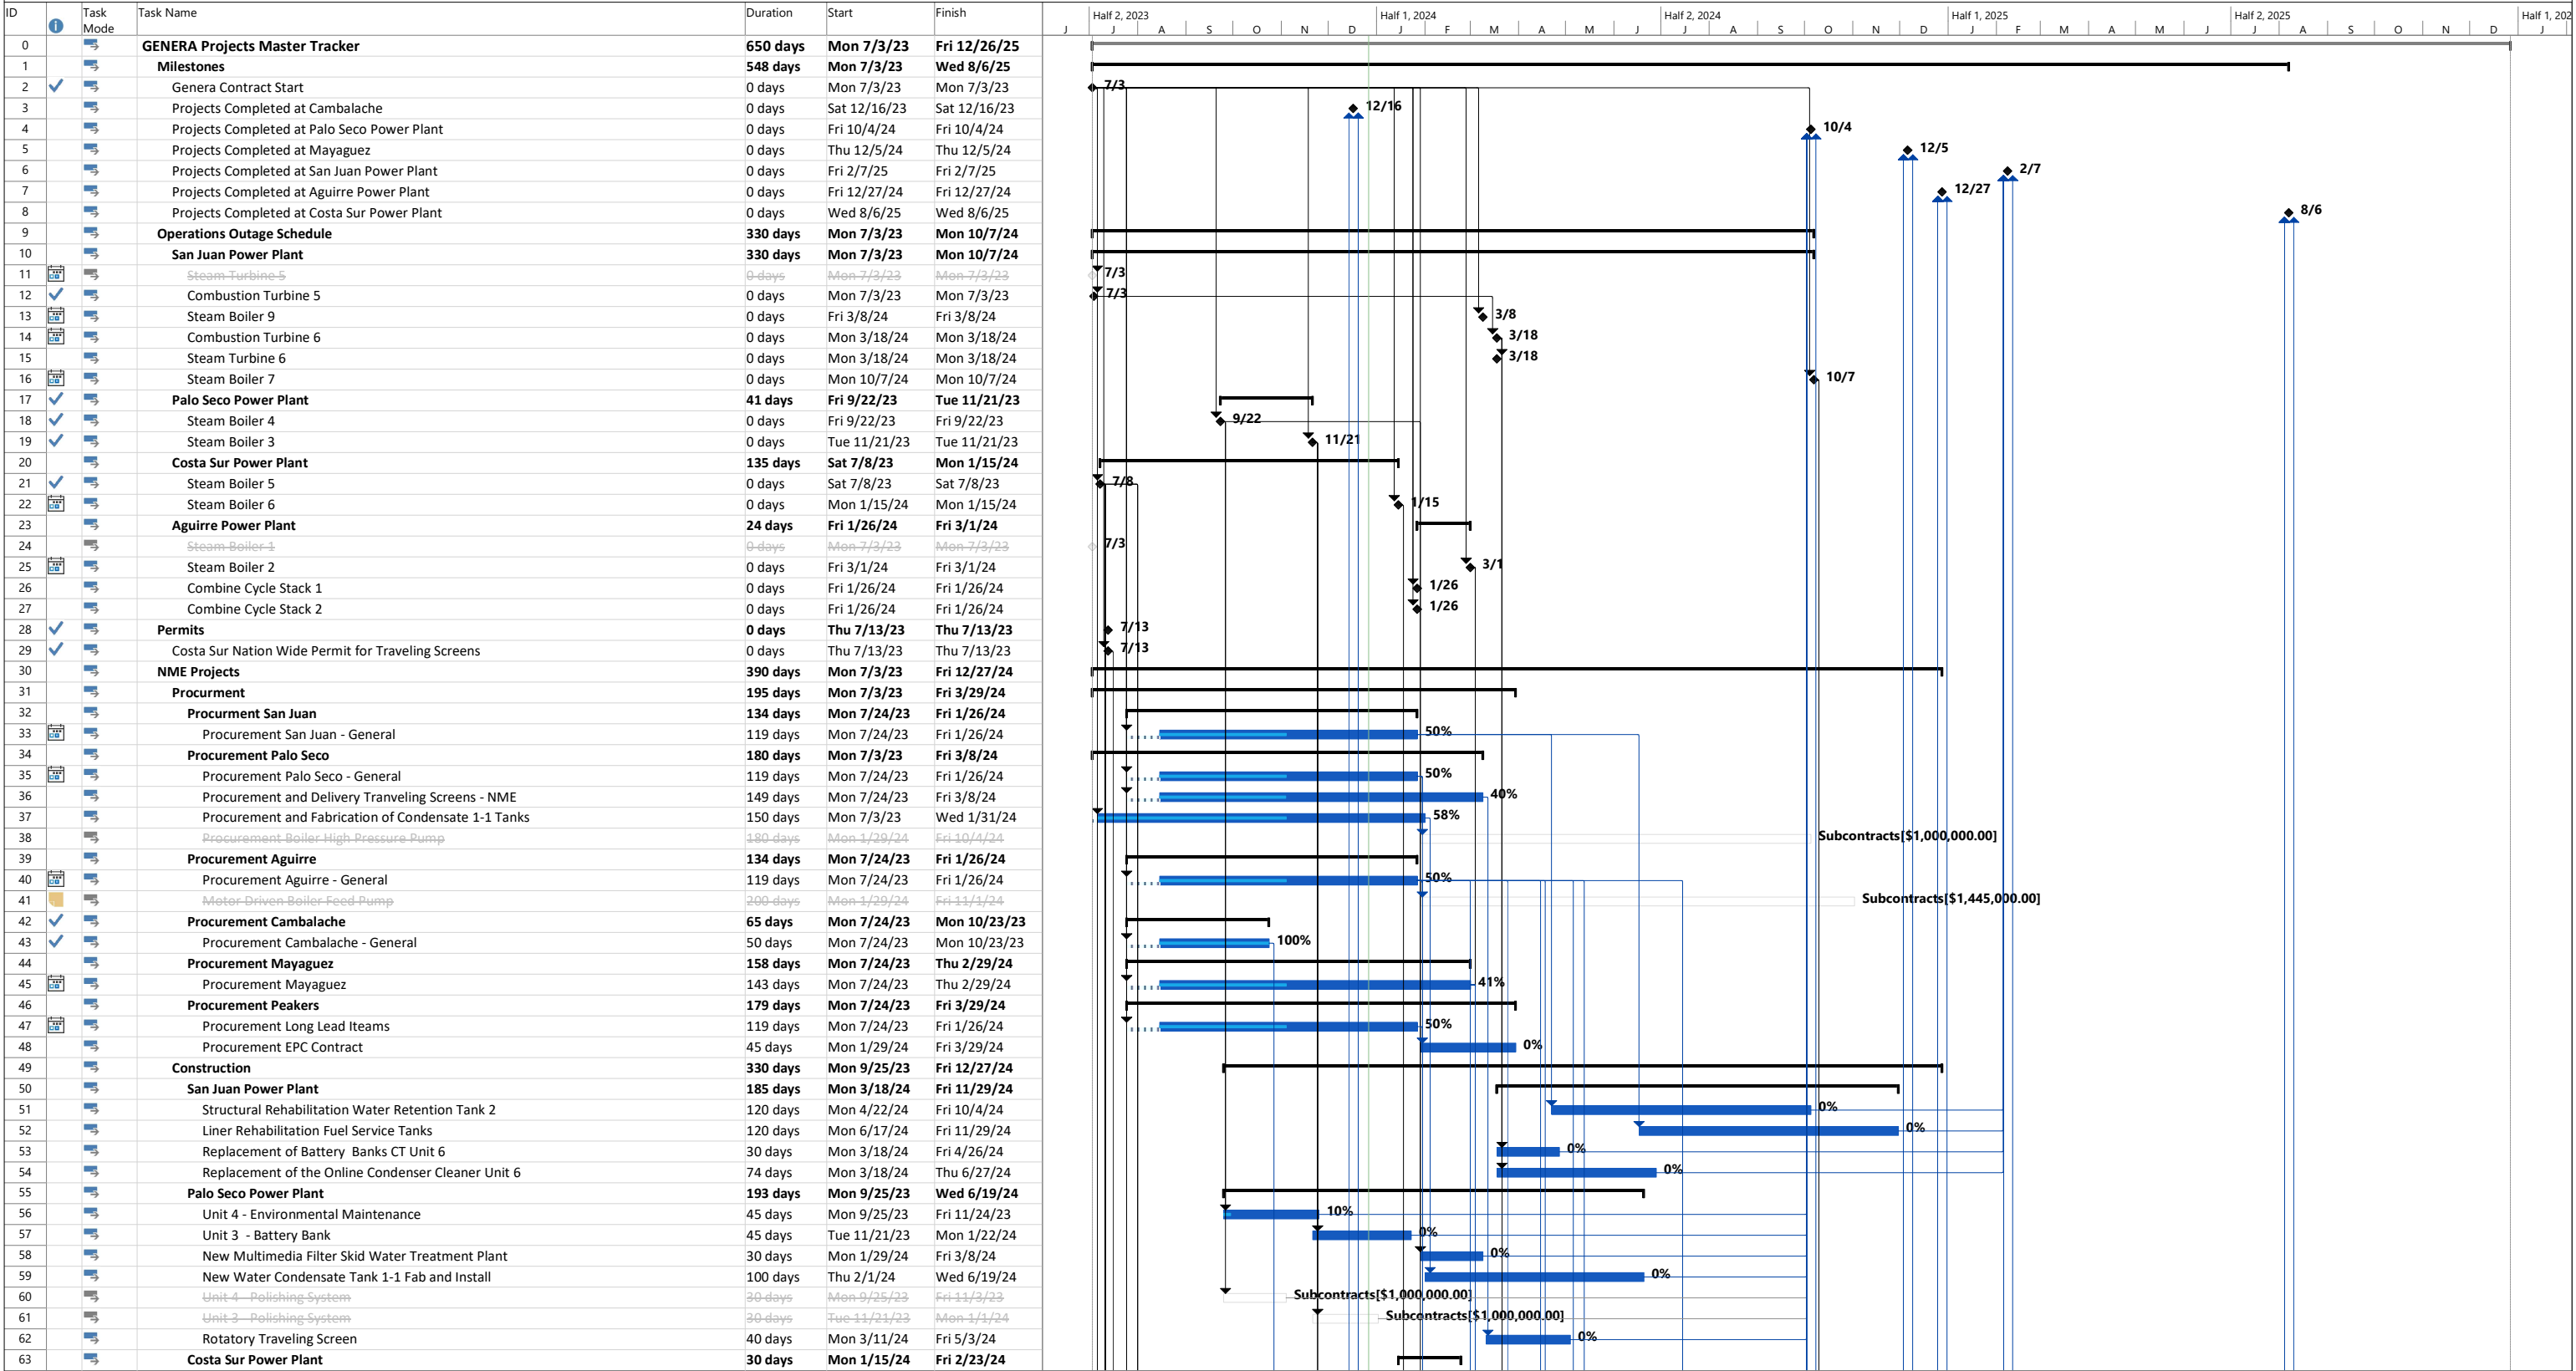 ID Task Mode Task Name Duration Start Finish
Half 2, 2023 Half 1, 2024 Half 2, 2024 Half 1, 2025 Half 2, 2025 Half 1, 202
J J A S O N D J F M A M J J A S O N D J F M A M J J A S O N D J
0 GENERA Projects Master Tracker 650 days Mon 7/3/23 Fri 12/26/25
1 Milestones 548 days Mon 7/3/23 Wed 8/6/25
2 Genera Contract Start 0 days Mon 7/3/23 Mon 7/3/23 7/3
3 Projects Completed at Cambalache 0 days Sat 12/16/23 Sat 12/16/23 12/16
4 Projects Completed at Palo Seco Power Plant 0 days Fri 10/4/24 Fri 10/4/24 10/4
5 Projects Completed at Mayaguez 0 days Thu 12/5/24 Thu 12/5/24 12/5
6 Projects Completed at San Juan Power Plant 0 days Fri 2/7/25 Fri 2/7/25 2/7
7 Projects Completed at Aguirre Power Plant 0 days Fri 12/27/24 Fri 12/27/24 12/27
8 Projects Completed at Costa Sur Power Plant 0 days Wed 8/6/25 Wed 8/6/25 8/6
9 Operations Outage Schedule 330 days Mon 7/3/23 Mon 10/7/24
10 San Juan Power Plant 330 days Mon 7/3/23 Mon 10/7/24
11 Steam Turbine 5 0 days Mon 7/3/23 Mon 7/3/23 7/3
12 Combustion Turbine 5 0 days Mon 7/3/23 Mon 7/3/23 7/3
13 Steam Boiler 9 0 days Fri 3/8/24 Fri 3/8/24 3/8
14 Combustion Turbine 6 0 days Mon 3/18/24 Mon 3/18/24 3/18
15 Steam Turbine 6 0 days Mon 3/18/24 Mon 3/18/24 3/18
16 Steam Boiler 7 0 days Mon 10/7/24 Mon 10/7/24 10/7
17 Palo Seco Power Plant 41 days Fri 9/22/23 Tue 11/21/23
18 Steam Boiler 4 0 days Fri 9/22/23 Fri 9/22/23 9/22
19 Steam Boiler 3 0 days Tue 11/21/23 Tue 11/21/23 11/21
20 Costa Sur Power Plant 135 days Sat 7/8/23 Mon 1/15/24
21 Steam Boiler 5 0 days Sat 7/8/23 Sat 7/8/23 7/8
22 Steam Boiler 6 0 days Mon 1/15/24 Mon 1/15/24 1/15
23 Aguirre Power Plant 24 days Fri 1/26/24 Fri 3/1/24
24 Steam Boiler 1 0 days Mon 7/3/23 Mon 7/3/23 7/3
25 Steam Boiler 2 0 days Fri 3/1/24 Fri 3/1/24 3/1
26 Combine Cycle Stack 1 0 days Fri 1/26/24 Fri 1/26/24 1/26
27 Combine Cycle Stack 2 0 days Fri 1/26/24 Fri 1/26/24 1/26
28 Permits 0 days Thu 7/13/23 Thu 7/13/23 7/13
29 Costa Sur Nation Wide Permit for Traveling Screens 0 days Thu 7/13/23 Thu 7/13/23 7/13
30 NME Projects 390 days Mon 7/3/23 Fri 12/27/24
31 Procurment 195 days Mon 7/3/23 Fri 3/29/24
32 Procurment San Juan 134 days Mon 7/24/23 Fri 1/26/24
33 Procurement San Juan - General 119 days Mon 7/24/23 Fri 1/26/24 50%
34 Procurement Palo Seco 180 days Mon 7/3/23 Fri 3/8/24
35 Procurement Palo Seco - General 119 days Mon 7/24/23 Fri 1/26/24 50%
36 Procurement and Delivery Tranveling Screens - NME 149 days Mon 7/24/23 Fri 3/8/24 40%
37 Procurement and Fabrication of Condensate 1-1 Tanks 150 days Mon 7/3/23 Wed 1/31/24 58%
38 Procurement Boiler High Pressure Pump 180 days Mon 1/29/24 Fri 10/4/24 Subcontracts[$1,000,000.00]
39 Procurement Aguirre 134 days Mon 7/24/23 Fri 1/26/24
40 Procurement Aguirre - General 119 days Mon 7/24/23 Fri 1/26/24 50%
41 Motor Driven Boiler Feed Pump 200 days Mon 1/29/24 Fri 11/1/24 Subcontracts[$1,445,000.00]
42 Procurement Cambalache 65 days Mon 7/24/23 Mon 10/23/23
43 Procurement Cambalache - General 50 days Mon 7/24/23 Mon 10/23/23 100%
44 Procurement Mayaguez 158 days Mon 7/24/23 Thu 2/29/24
45 Procurement Mayaguez 143 days Mon 7/24/23 Thu 2/29/24 41%
46 Procurement Peakers 179 days Mon 7/24/23 Fri 3/29/24
47 Procurement Long Lead Iteams 119 days Mon 7/24/23 Fri 1/26/24 50%
48 Procurement EPC Contract 45 days Mon 1/29/24 Fri 3/29/24 0%
49 Construction 330 days Mon 9/25/23 Fri 12/27/24
50 San Juan Power Plant 185 days Mon 3/18/24 Fri 11/29/24
51 Structural Rehabilitation Water Retention Tank 2 120 days Mon 4/22/24 Fri 10/4/24 0%
52 Liner Rehabilitation Fuel Service Tanks 120 days Mon 6/17/24 Fri 11/29/24 0%
53 Replacement of Battery Banks CT Unit 6 30 days Mon 3/18/24 Fri 4/26/24 0%
54 Replacement of the Online Condenser Cleaner Unit 6 74 days Mon 3/18/24 Thu 6/27/24 0%
55 Palo Seco Power Plant 193 days Mon 9/25/23 Wed 6/19/24
56 Unit 4 - Environmental Maintenance 45 days Mon 9/25/23 Fri 11/24/23 10%
57 Unit 3 - Battery Bank 45 days Tue 11/21/23 Mon 1/22/24 0%
58 New Multimedia Filter Skid Water Treatment Plant 30 days Mon 1/29/24 Fri 3/8/24 0%
59 New Water Condensate Tank 1-1 Fab and Install 100 days Thu 2/1/24 Wed 6/19/24 0%
60 Unit 4 - Polishing System 30 days Mon 9/25/23 Fri 11/3/23 Subcontracts[$1,000,000.00]
61 Unit 3 - Polishing System 30 days Tue 11/21/23 Mon 1/1/24 Subcontracts[$1,000,000.00]
62 Rotatory Traveling Screen 40 days Mon 3/11/24 Fri 5/3/24 0%
63 Costa Sur Power Plant 30 days Mon 1/15/24 Fri 2/23/24